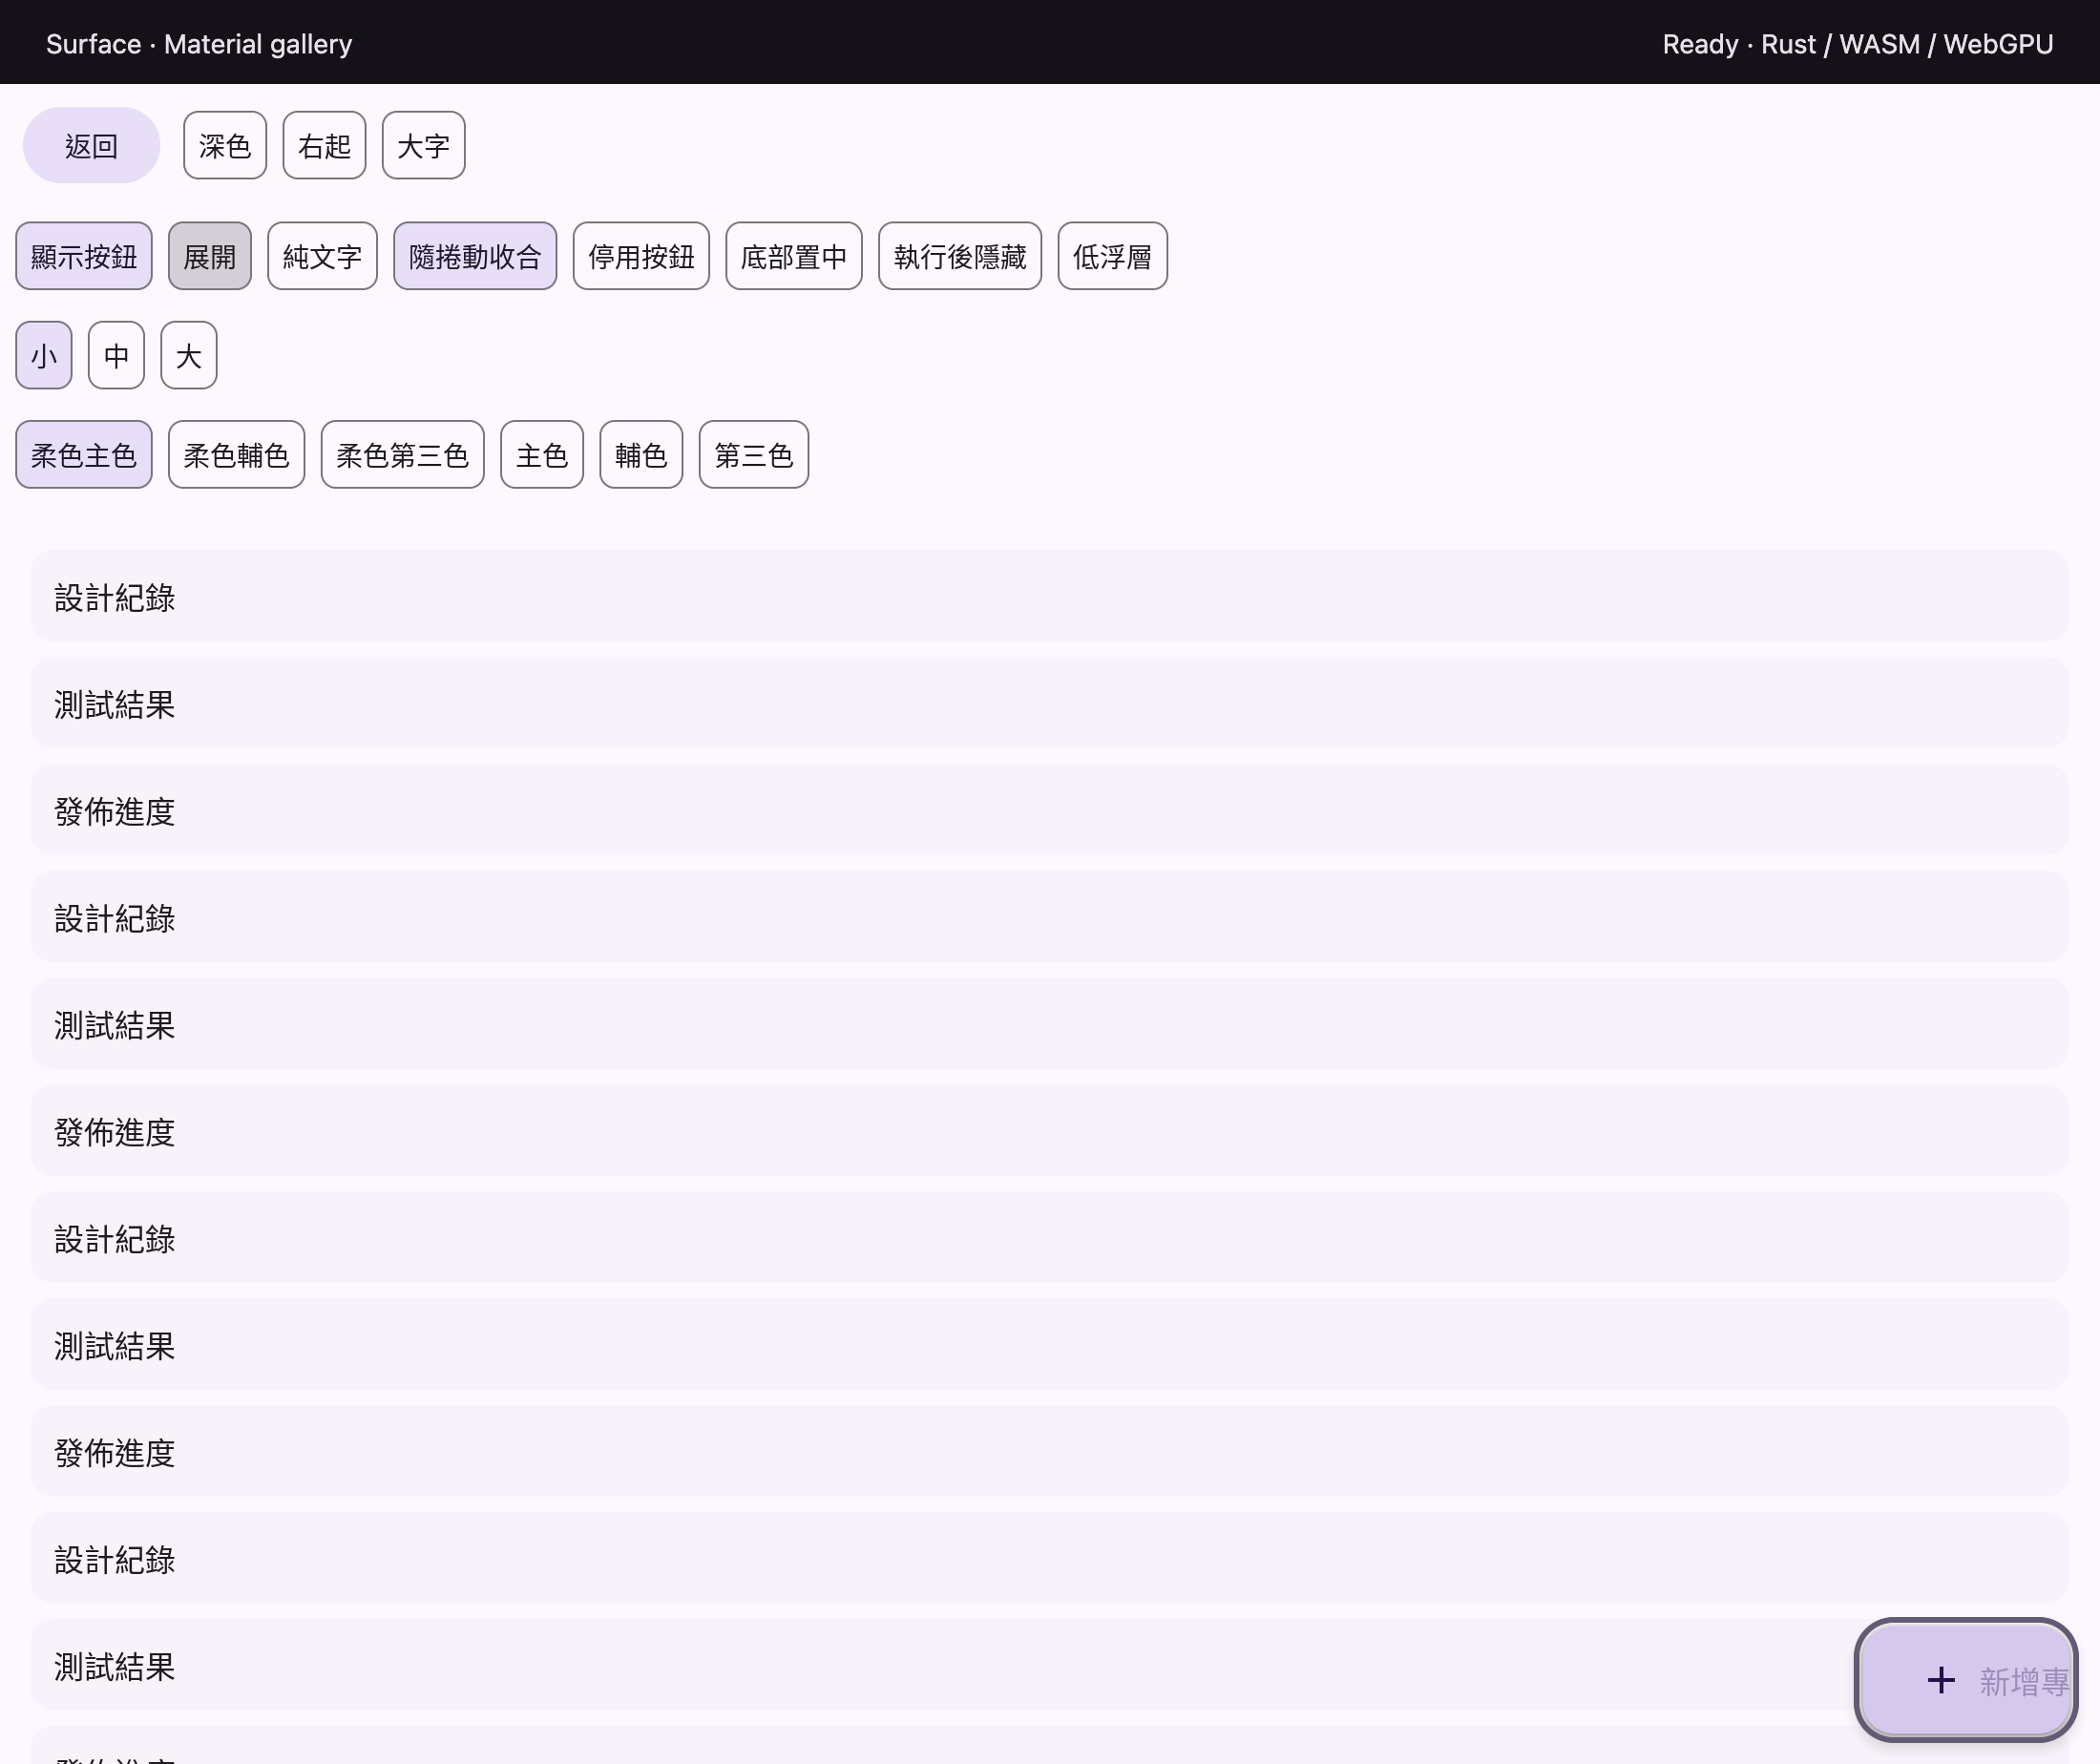 Surface · Material gallery
Ready · Rust / WASM / WebGPU
返回 深色 右起 大字
顯示按鈕 展開 純文字 隨捲動收合 停用按鈕 底部置中 執行後隱藏 低浮層
小 中 大
柔色主色 柔色輔色 柔色第三色 主色 輔色 第三色
設計紀錄
測試結果
發佈進度
設計紀錄
測試結果
發佈進度
設計紀錄
測試結果
發佈進度
設計紀錄
測試結果
+ 新增專